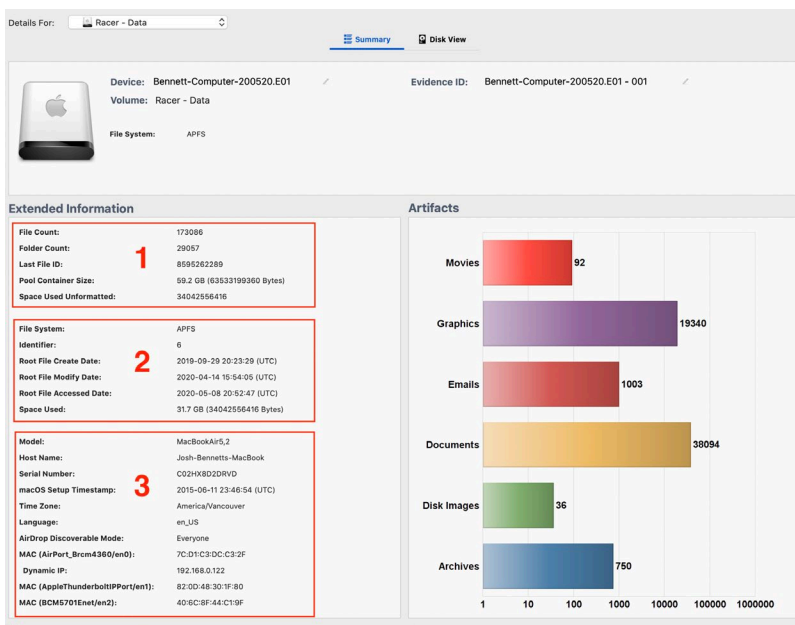 Details For: Racer - Data
Summary Disk View
Device: Bennett-Computer-200520.E01
Evidence ID: Bennett-Computer-200520.E01 - 001
Volume: Racer - Data
File System: APFS
Extended Information
File Count: 173086
Folder Count: 29057
Last File ID: 8595262289
Pool Container Size: 59.2 GB (63533199360 Bytes)
Space Used Unformatted: 34042556416
1
File System: APFS
Identifier: 6
Root File Create Date: 2019-09-29 20:23:29 (UTC)
Root File Modify Date: 2020-04-14 15:54:05 (UTC)
Root File Accessed Date: 2020-05-08 20:52:47 (UTC)
Space Used: 31.7 GB (34042556416 Bytes)
2
Model: MacBookAir5,2
Host Name: Josh-Bennetts-MacBook
Serial Number: C02HX8D2DRVD
macOS Setup Timestamp: 2015-06-11 23:46:54 (UTC)
Time Zone: America/Vancouver
Language: en_US
AirDrop Discoverable Mode: Everyone
MAC (AirPort_Brcm4360/en0): 7C:D1:C3:DC:C3:2F
Dynamic IP: 192.168.0.122
MAC (AppleThunderboltIPPort/en1): 82:0D:48:30:1F:80
MAC (BCM5701Enet/en2): 40:6C:8F:44:C1:9F
3
Artifacts
Movies 92
Graphics 19340
Emails 1003
Documents 38094
Disk Images 36
Archives 750
1 10 100 1000 10000 100000 1000000